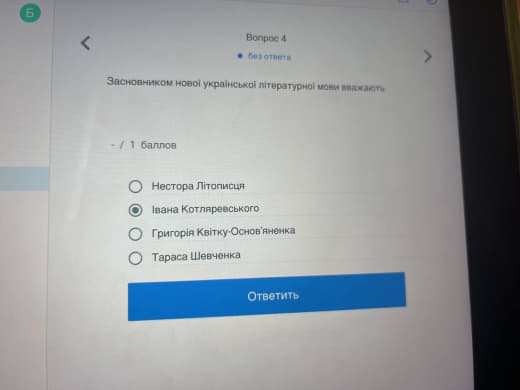 Б
Вопрос 4
без ответа
Засновником нової української літературної мови вважають
- / 1 баллов
Нестора Літописця
Івана Котляревського
Григорія Квітку-Основ'яненка
Тараса Шевченка
Ответить